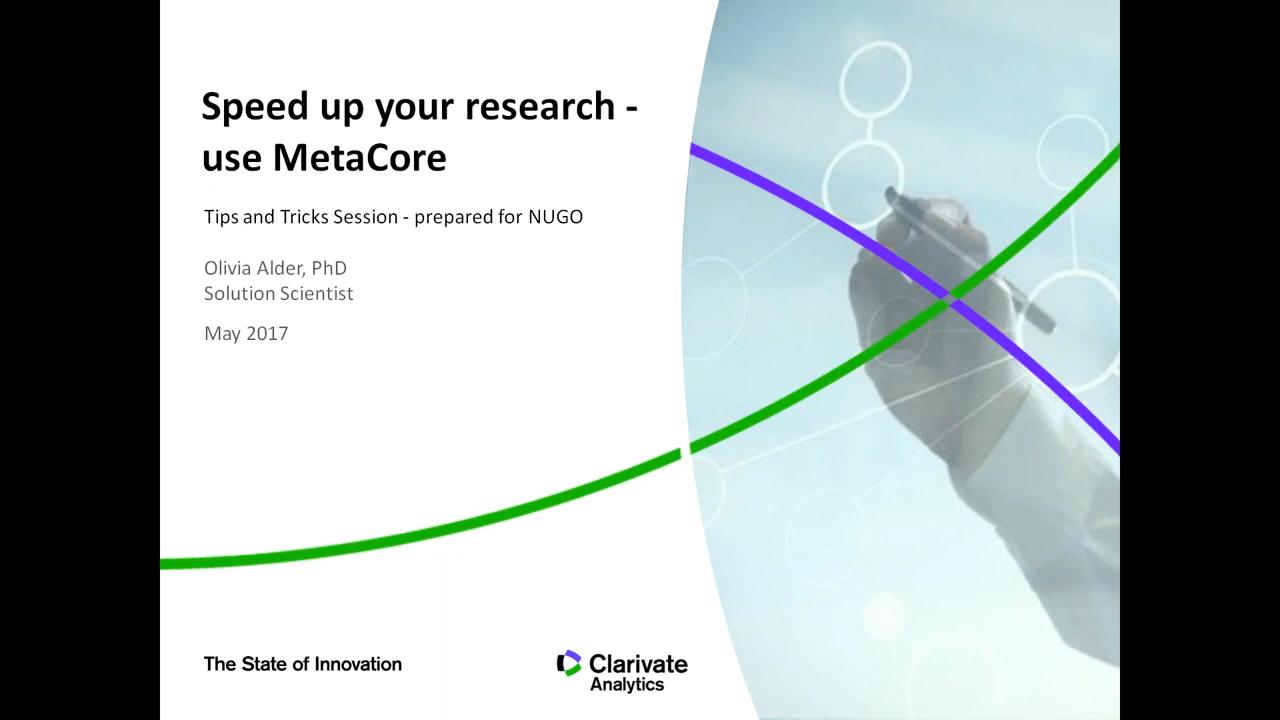 Speed up your research -
use MetaCore
Tips and Tricks Session - prepared for NUGO
Olivia Alder, PhD
Solution Scientist
May 2017
The State of Innovation
Clarivate
Analytics